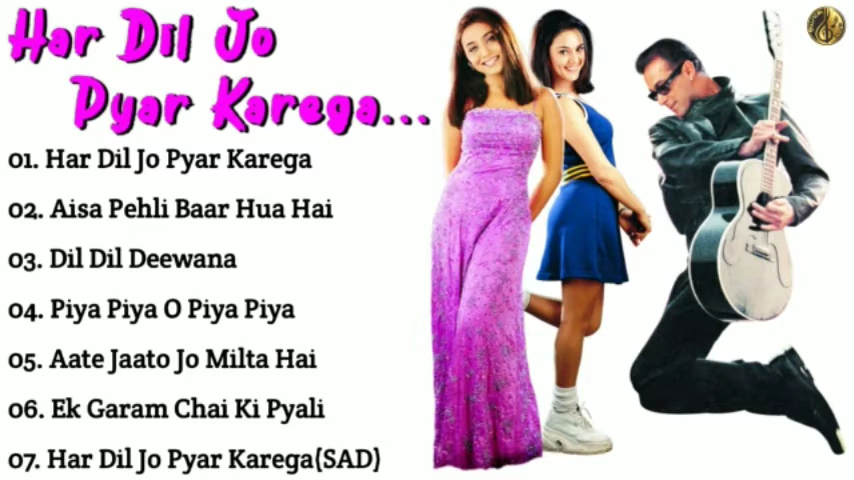 Har Dil Jo
Pyar Karega...
01. Har Dil Jo Pyar Karega
02. Aisa Pehli Baar Hua Hai
03. Dil Dil Deewana
04. Piya Piya O Piya Piya
05. Aate Jaato Jo Milta Hai
06. Ek Garam Chai Ki Pyali
07. Har Dil Jo Pyar Karega(SAD)